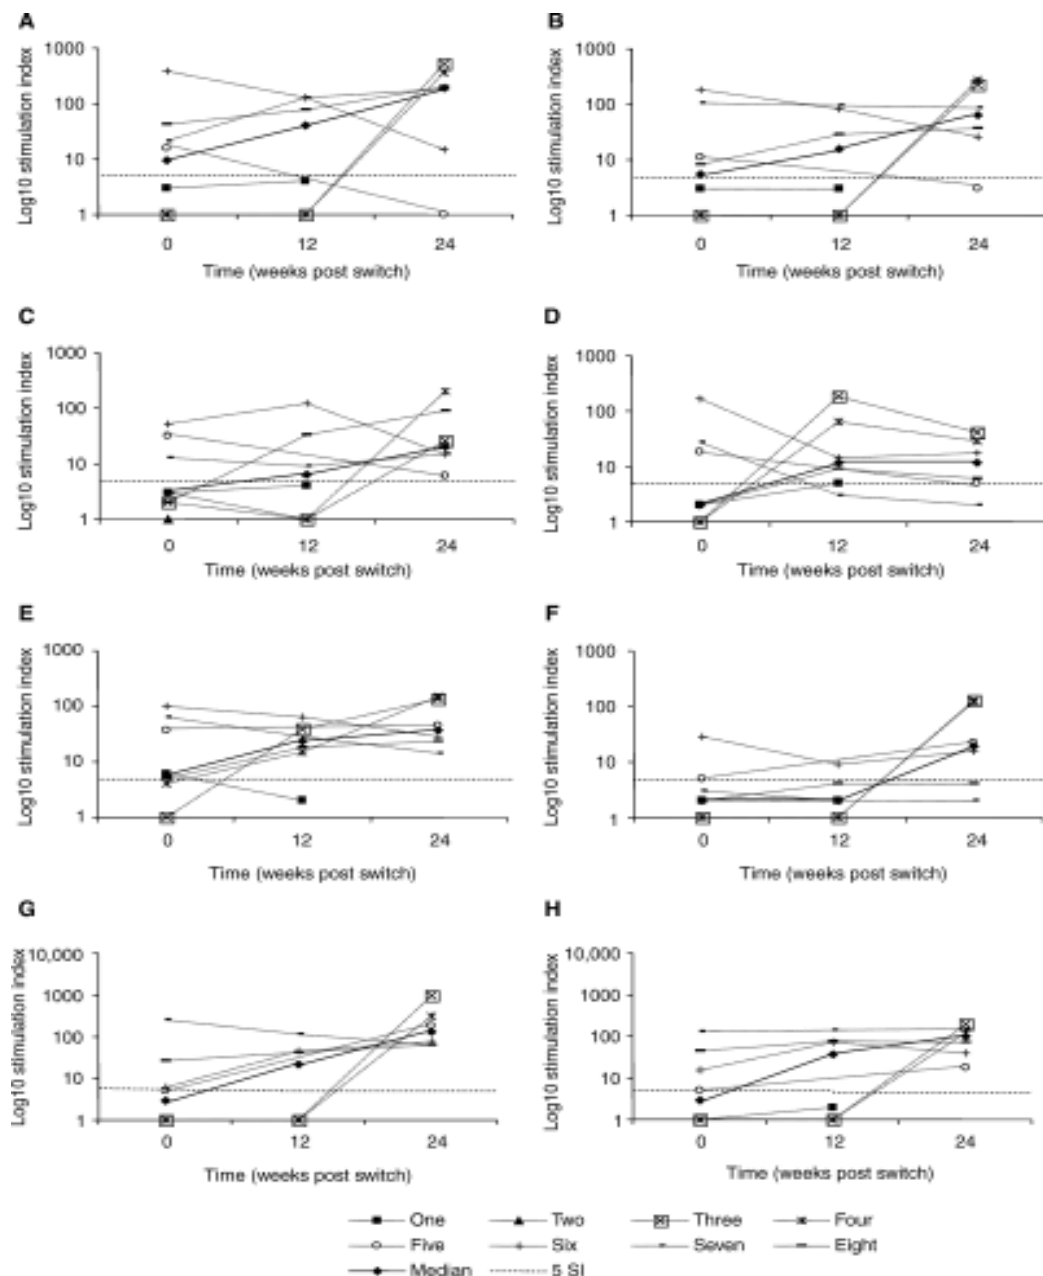 A
B
Log10 stimulation index
1000
100
10
1
0
12
24
Time (weeks post switch)
Log10 stimulation index
1000
100
10
1
0
12
24
Time (weeks post switch)
C
D
Log10 stimulation index
1000
100
10
1
0
12
24
Time (weeks post switch)
Log10 stimulation index
1000
100
10
1
0
12
24
Time (weeks post switch)
E
F
Log10 stimulation index
1000
100
10
1
0
12
24
Time (weeks post switch)
Log10 stimulation index
1000
100
10
1
0
12
24
Time (weeks post switch)
G
H
Log10 stimulation index
10,000
1000
100
10
1
0
12
24
Time (weeks post switch)
Log10 stimulation index
10,000
1000
100
10
1
0
12
24
Time (weeks post switch)
One Two Three Four
Five Six Seven Eight
Median 5 SI